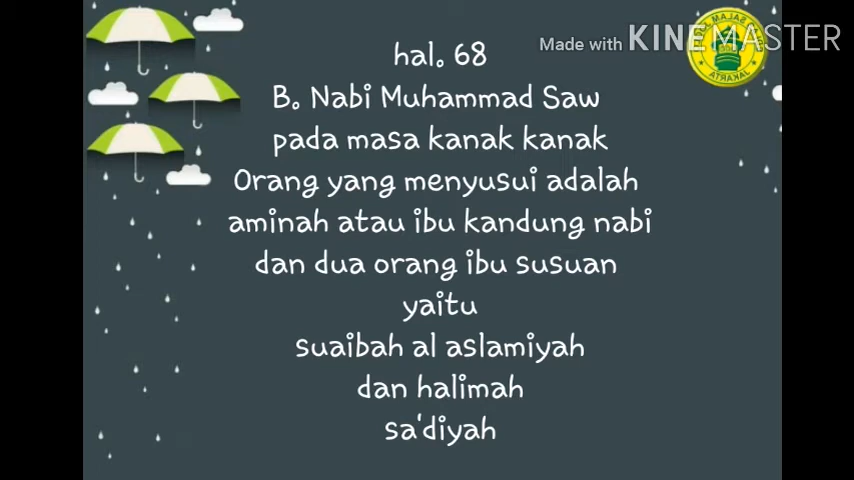 Made with KINEMASTER
hal. 68
B. Nabi Muhammad Saw
pada masa kanak kanak
Orang yang menyusui adalah
aminah atau ibu kandung nabi
dan dua orang ibu susuan
yaitu
suaibah al aslamiyah
dan halimah
sa'diyah
JAKARTA